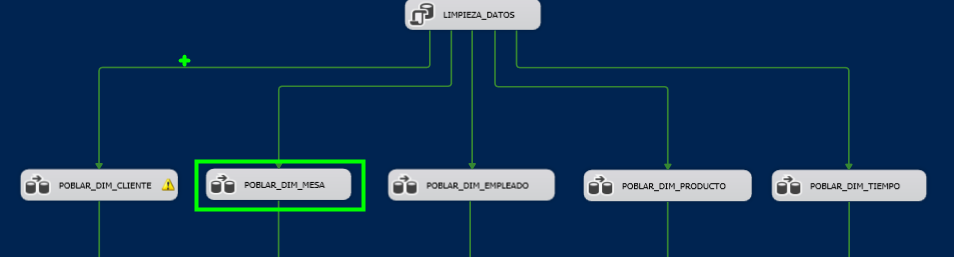 LIMPIEZA_DATOS
POBLAR_DIM_CLIENTE
POBLAR_DIM_MESA
POBLAR_DIM_EMPLEADO
POBLAR_DIM_PRODUCTO
POBLAR_DIM_TIEMPO